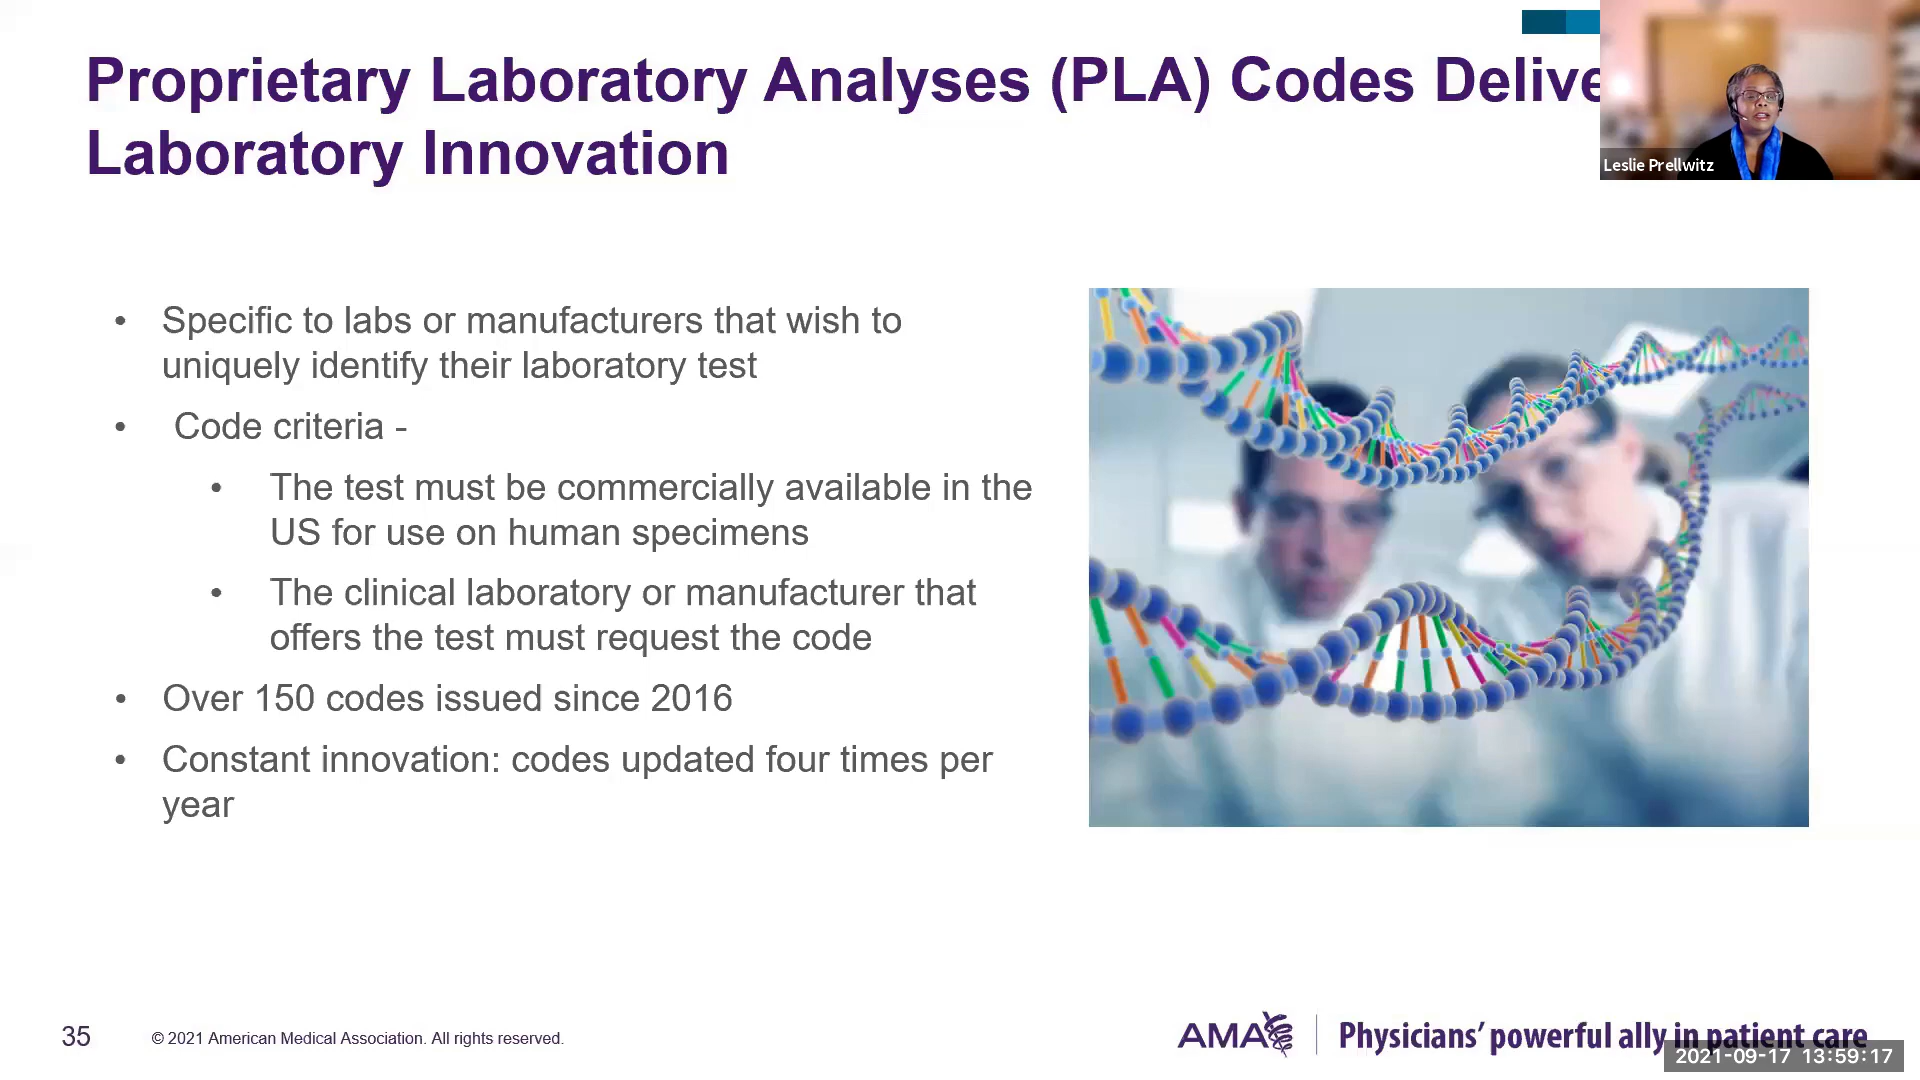 Proprietary Laboratory Analyses (PLA) Codes Delive
Laboratory Innovation
Leslie Prellwitz
• Specific to labs or manufacturers that wish to
uniquely identify their laboratory test
• Code criteria -
• The test must be commercially available in the
US for use on human specimens
• The clinical laboratory or manufacturer that
offers the test must request the code
• Over 150 codes issued since 2016
• Constant innovation: codes updated four times per
year
35
© 2021 American Medical Association. All rights reserved.
AMA
Physicians’ powerful ally in patient care
2021-09-17 13:59:17